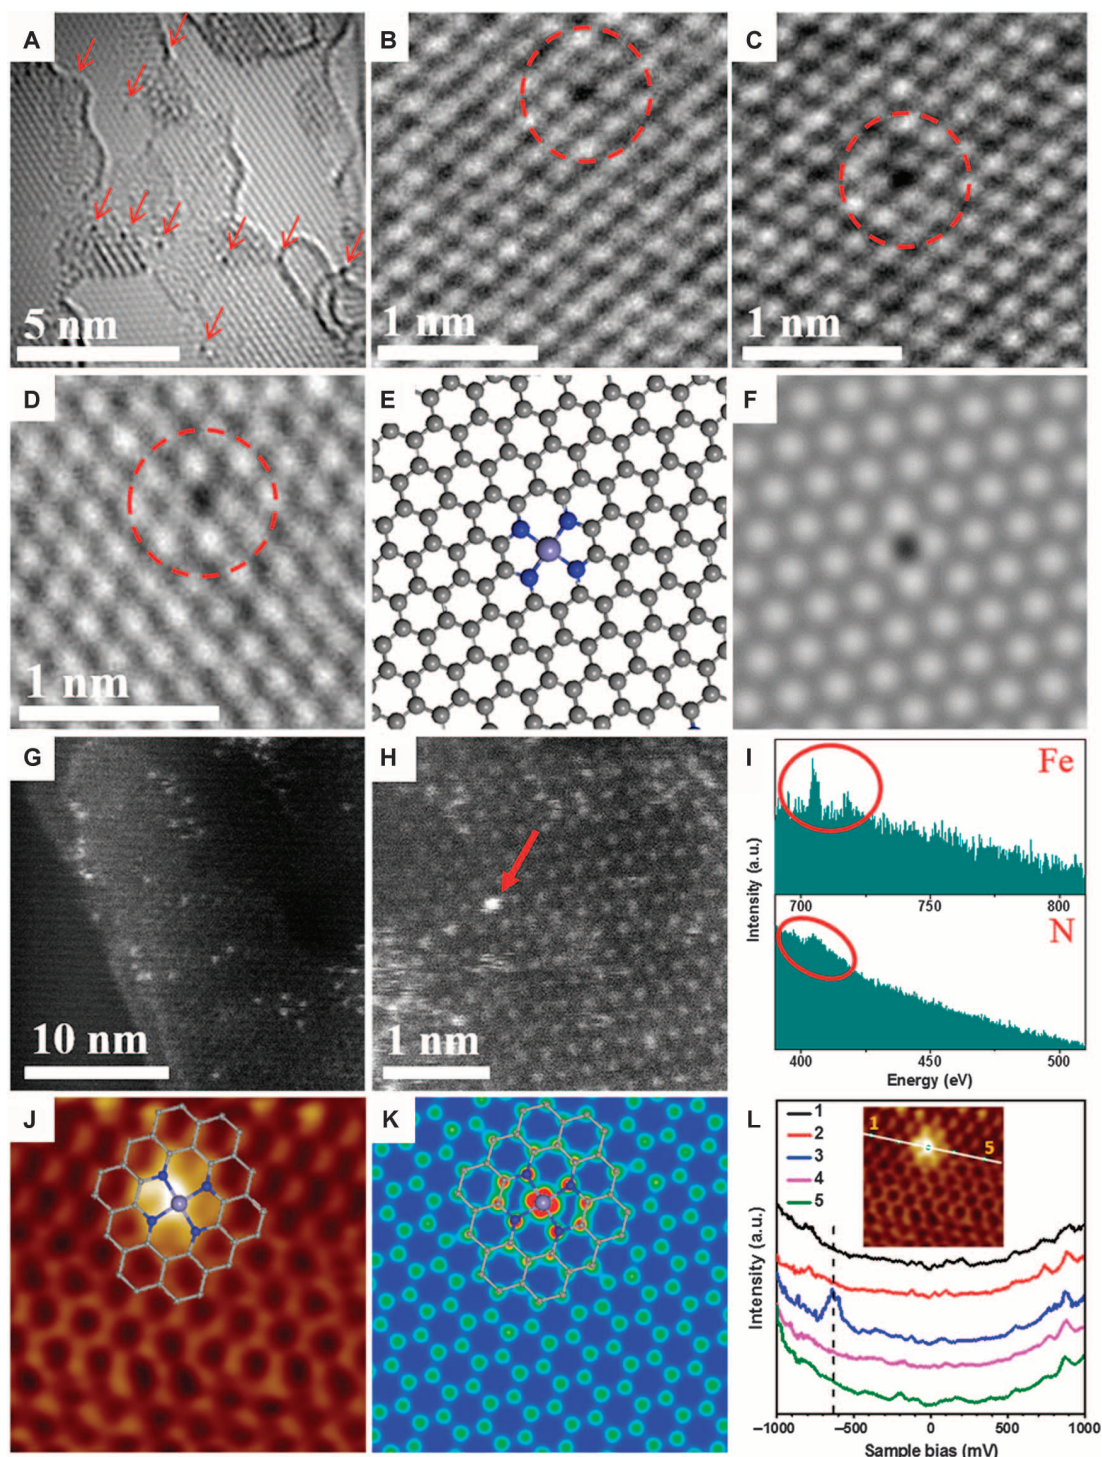 A
B
C
5 nm
1 nm
1 nm
D
E
F
1 nm
G
H
I
Fe
N
700
750
800
400
450
500
Intensity (a.u.)
Energy (eV)
10 nm
1 nm
J
K
L
1
2
3
4
5
1
5
Intensity (a.u.)
−1000
−500
0
500
1000
Sample bias (mV)